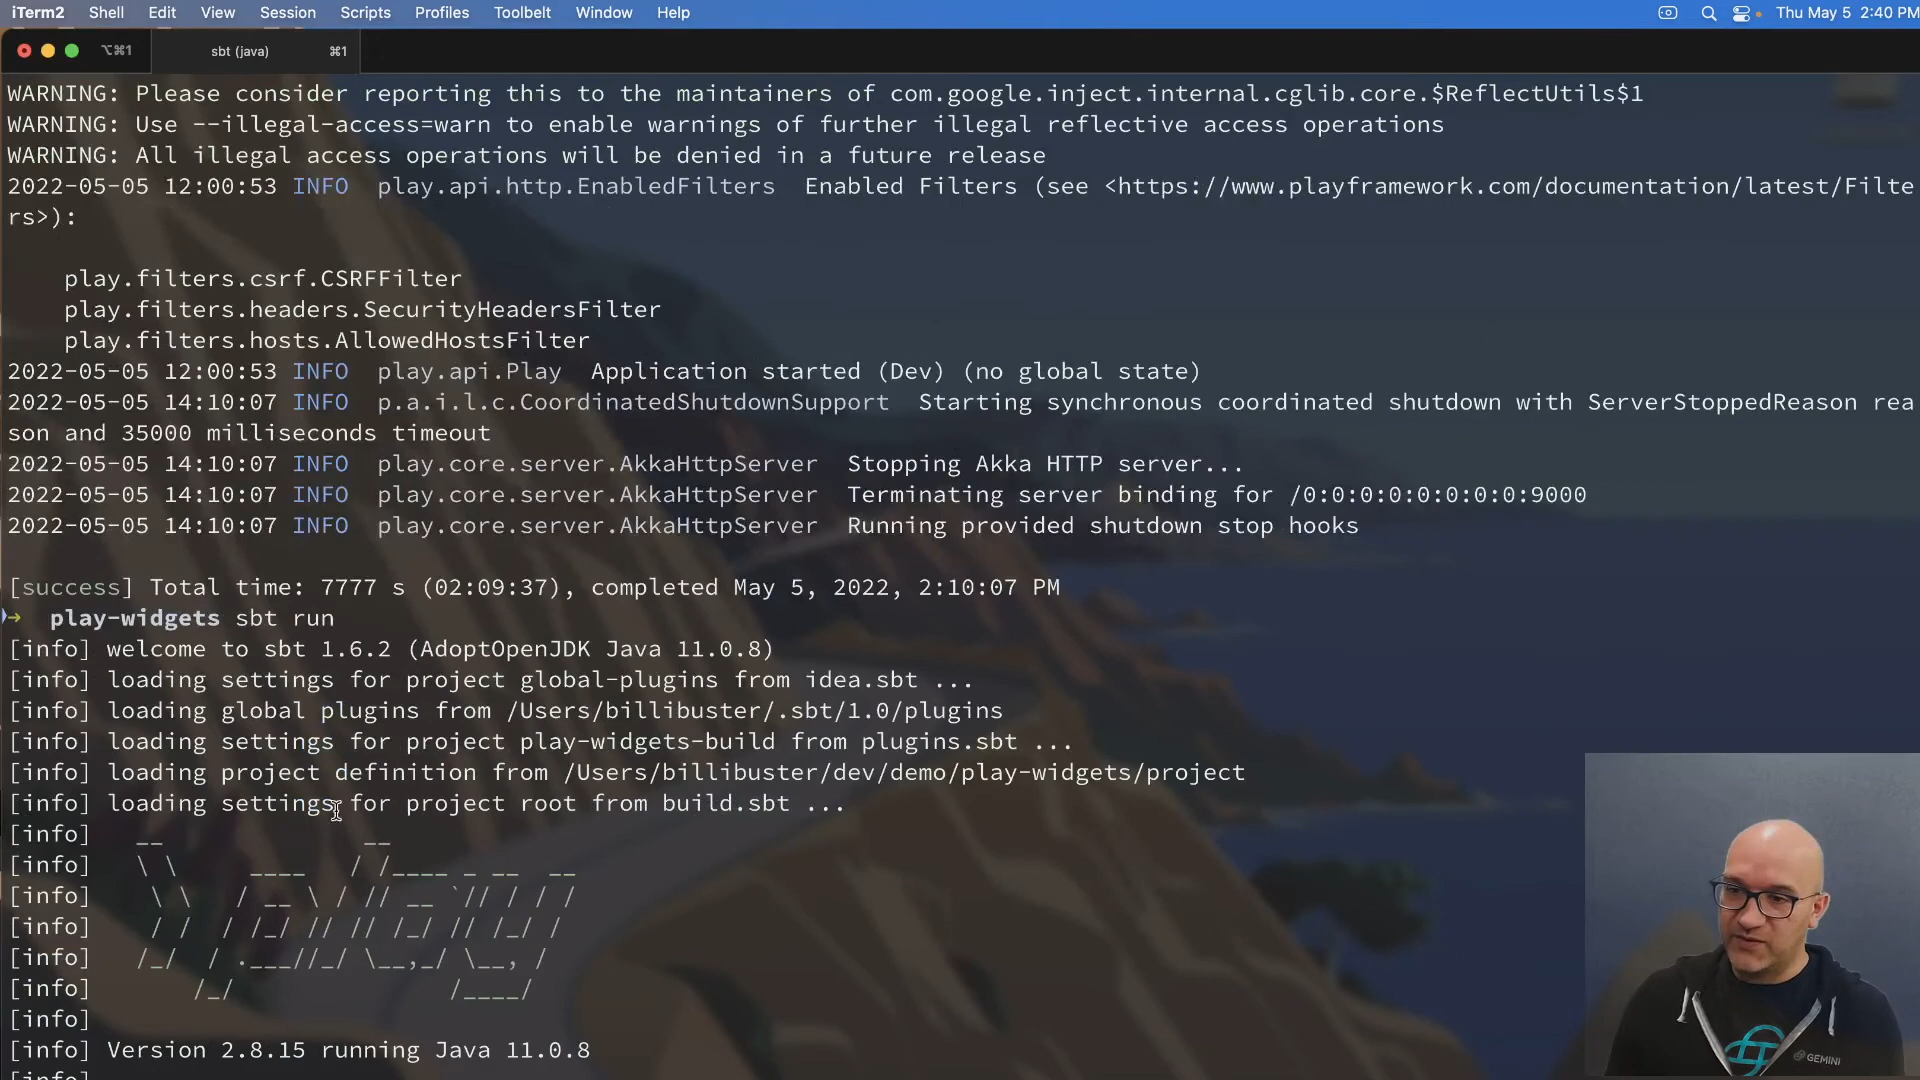 iTerm2 Shell Edit View Session Scripts Profiles Toolbelt Window Help Thu May 5 2:40 PM
⌥⌘1 sbt (java) ⌘1
WARNING: Please consider reporting this to the maintainers of com.google.inject.internal.cglib.core.$ReflectUtils$1
WARNING: Use --illegal-access=warn to enable warnings of further illegal reflective access operations
WARNING: All illegal access operations will be denied in a future release
2022-05-05 12:00:53 INFO  play.api.http.EnabledFilters  Enabled Filters (see <https://www.playframework.com/documentation/latest/Filte
rs>):
play.filters.csrf.CSRFFilter
play.filters.headers.SecurityHeadersFilter
play.filters.hosts.AllowedHostsFilter
2022-05-05 12:00:53 INFO  play.api.Play  Application started (Dev) (no global state)
2022-05-05 14:10:07 INFO  p.a.i.l.c.CoordinatedShutdownSupport  Starting synchronous coordinated shutdown with ServerStoppedReason rea
son and 35000 milliseconds timeout
2022-05-05 14:10:07 INFO  play.core.server.AkkaHttpServer  Stopping Akka HTTP server...
2022-05-05 14:10:07 INFO  play.core.server.AkkaHttpServer  Terminating server binding for /0:0:0:0:0:0:0:0:9000
2022-05-05 14:10:07 INFO  play.core.server.AkkaHttpServer  Running provided shutdown stop hooks
[success] Total time: 7777 s (02:09:37), completed May 5, 2022, 2:10:07 PM
→  play-widgets sbt run
[info] welcome to sbt 1.6.2 (AdoptOpenJDK Java 11.0.8)
[info] loading settings for project global-plugins from idea.sbt ...
[info] loading global plugins from /Users/billibuster/.sbt/1.0/plugins
[info] loading settings for project play-widgets-build from plugins.sbt ...
[info] loading project definition from /Users/billibuster/dev/demo/play-widgets/project
[info] loading settings for project root from build.sbt ...
[info]   __              __
[info]   \ \     ____   / /____ _ __  __
[info]    \ \   / __ \ / // __ `// / / /
[info]    / /  / /_/ // // /_/ // /_/ /
[info]   /_/  / .___//_/ \__,_/ \__, /
[info]       /_/               /____/
[info]
[info] Version 2.8.15 running Java 11.0.8
[info]
GEMINI